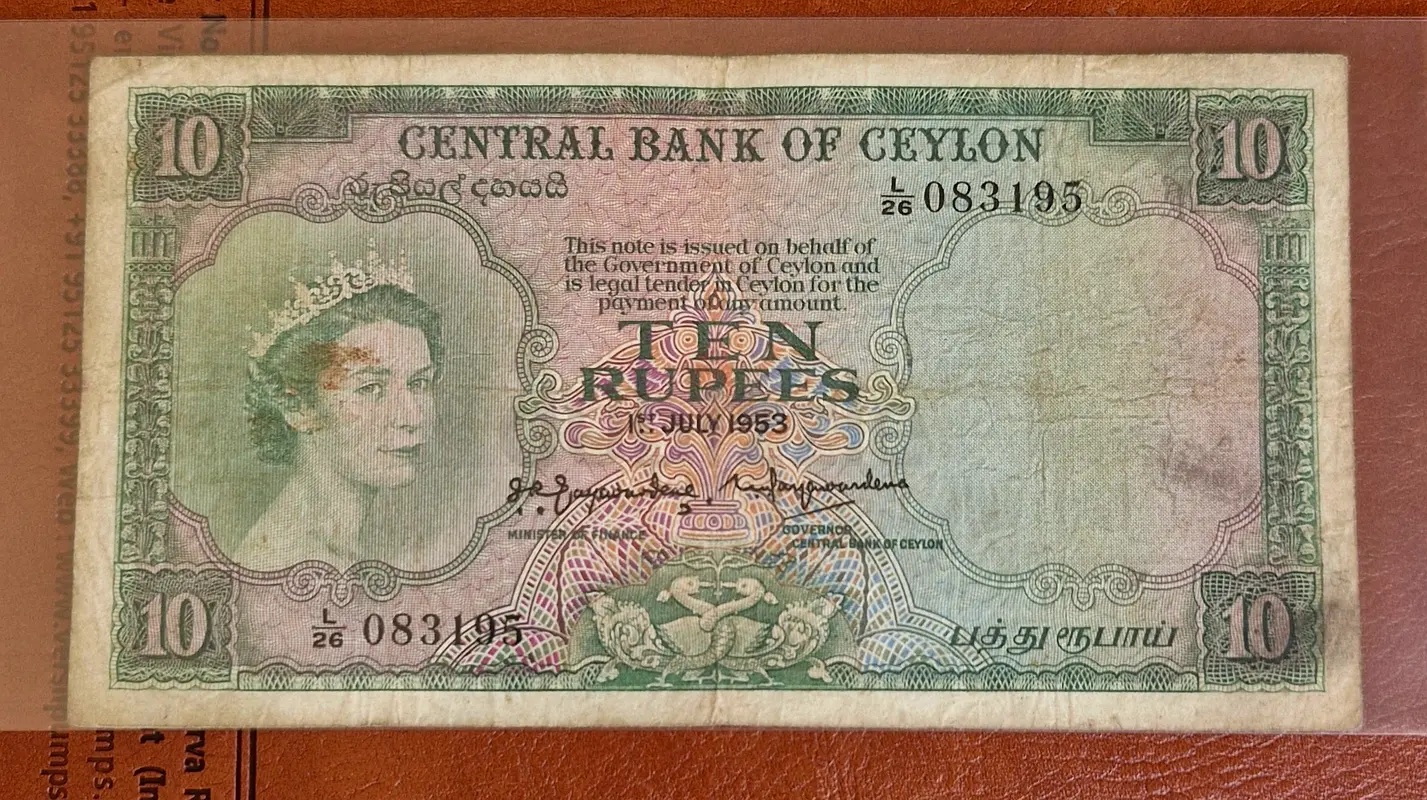 10
10
CENTRAL BANK OF CEYLON
රුපියල් දහයයි
L/26 083195
This note is issued on behalf of
the Government of Ceylon and
is legal tender in Ceylon for the
payment of any amount.
TEN
RUPEES
1ST JULY 1953
MINISTER OF FINANCE
GOVERNOR
CENTRAL BANK OF CEYLON
L/26 083195
பத்து ரூபாய்
10
10